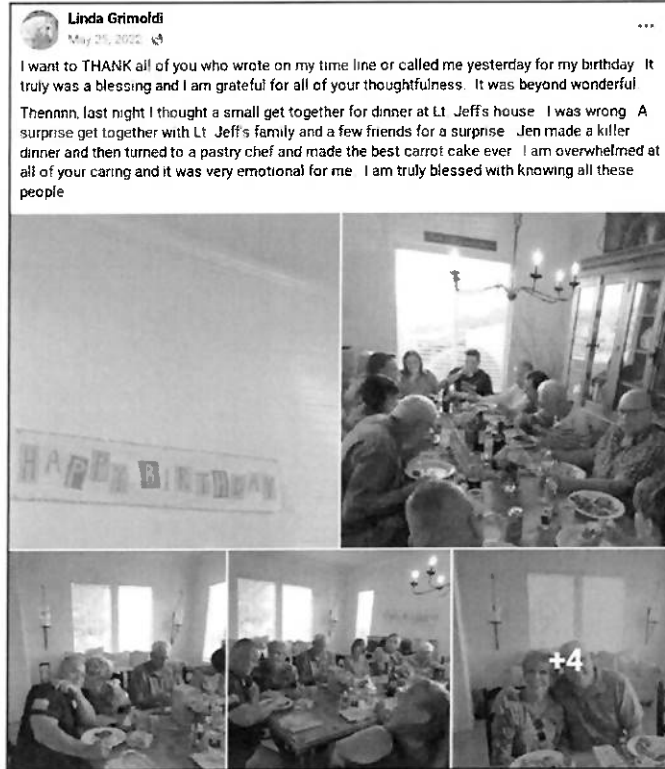 Linda Grimoldi
May 25, 2022
I want to THANK all of you who wrote on my time line or called me yesterday for my birthday It
truly was a blessing and I am grateful for all of your thoughtfulness. It was beyond wonderful
Thennnn, last night I thought a small get together for dinner at Lt Jeff's house I was wrong A
surprise get together with Lt Jeff's family and a few friends for a surprise Jen made a killer
dinner and then turned to a pastry chef and made the best carrot cake ever I am overwhelmed at
all of your caring and it was very emotional for me I am truly blessed with knowing all these
people
HAPPY BIRTHDAY
+4